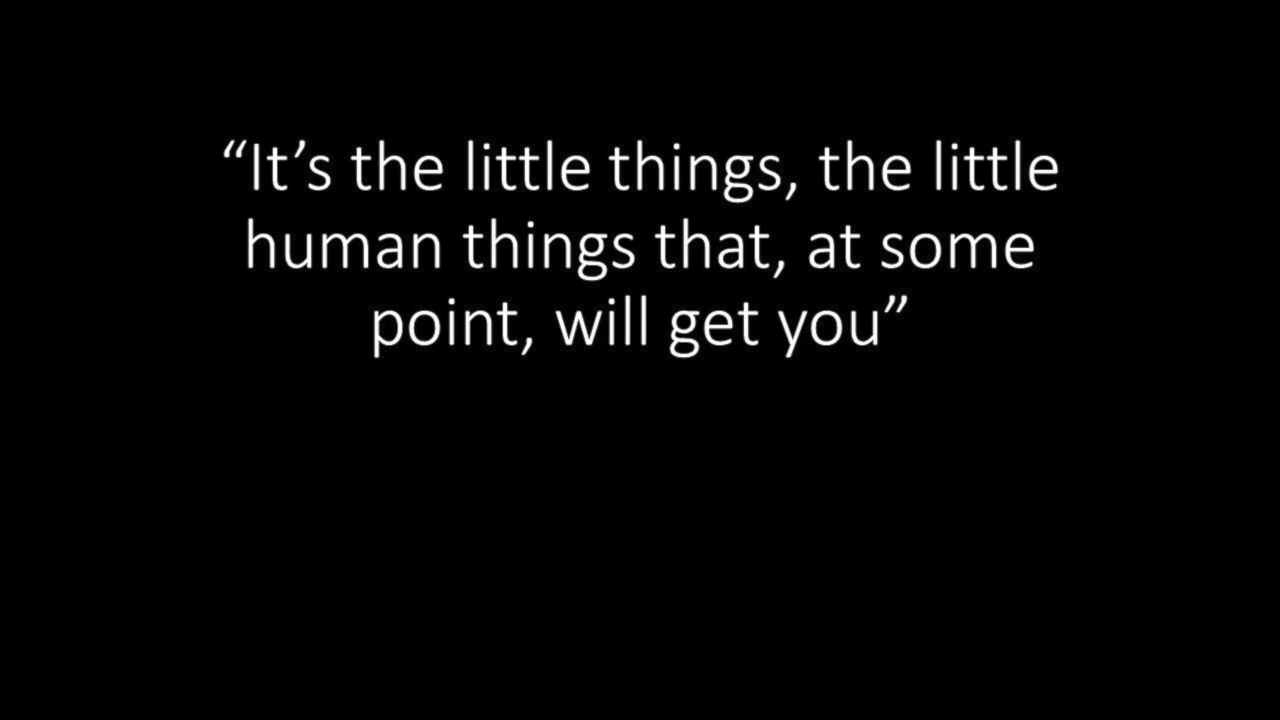 “It’s the little things, the little
human things that, at some
point, will get you”